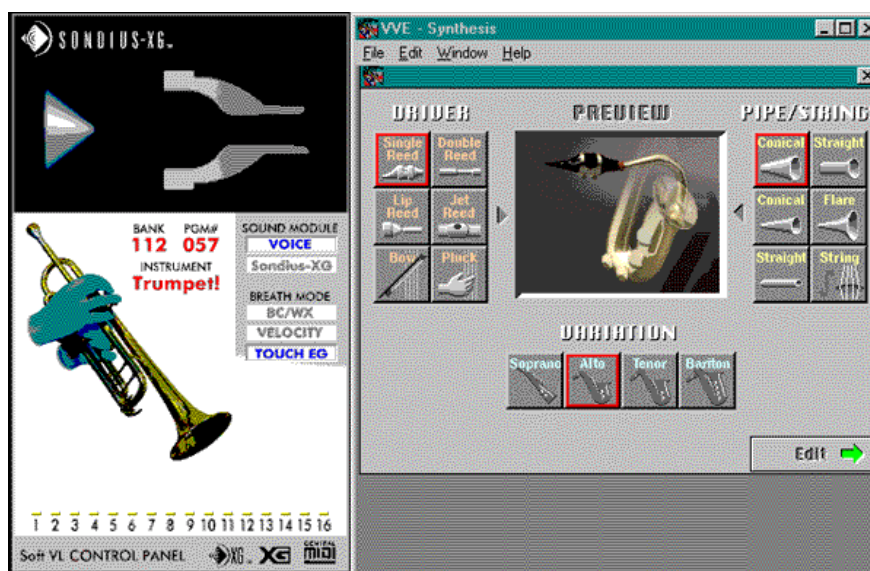 SONDIUS-XG™
BANK PGM#
112 057
INSTRUMENT
Trumpet!
SOUND MODULE
VOICE
Sondius-XG
BREATH MODE
BC/WX
VELOCITY
TOUCH EG
1 2 3 4 5 6 7 8 9 10 11 12 13 14 15 16
Soft VL CONTROL PANEL XG XG GENERAL MIDI
VVE - Synthesis
File Edit Window Help
DRIVER
Single Reed
Double Reed
Lip Reed
Jet Reed
Bow
Pluck
PREVIEW
PIPE/STRING
Conical
Straight
Conical
Flare
Straight
String
VARIATION
Soprano Alto Tenor Bariton
Edit